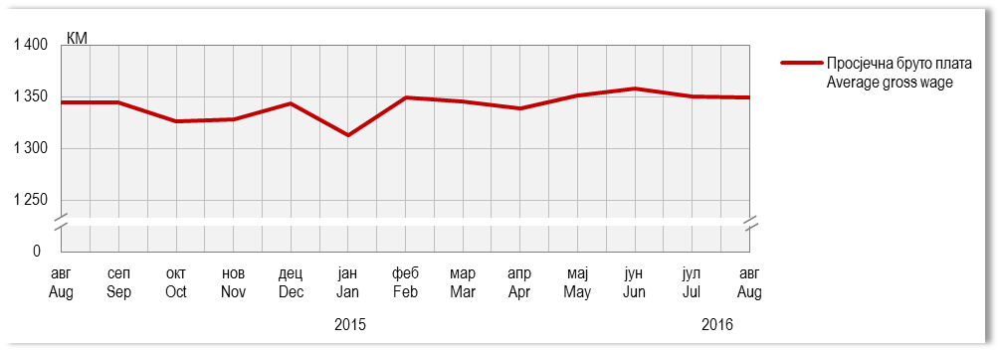 КМ
1 400
1 350
1 300
1 250
0
авг сеп окт нов дец јан феб мар апр мај јун јул авг
Aug Sep Oct Nov Dec Jan Feb Mar Apr May Jun Jul Aug
2015 2016
Просјечна бруто плата
Average gross wage